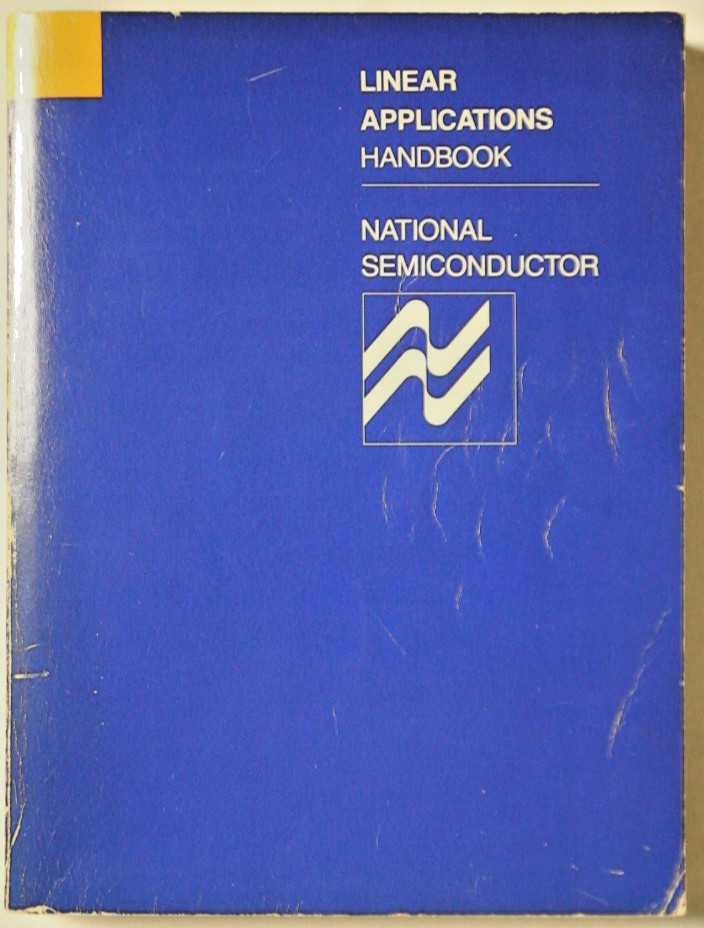 LINEAR
APPLICATIONS
HANDBOOK
NATIONAL
SEMICONDUCTOR